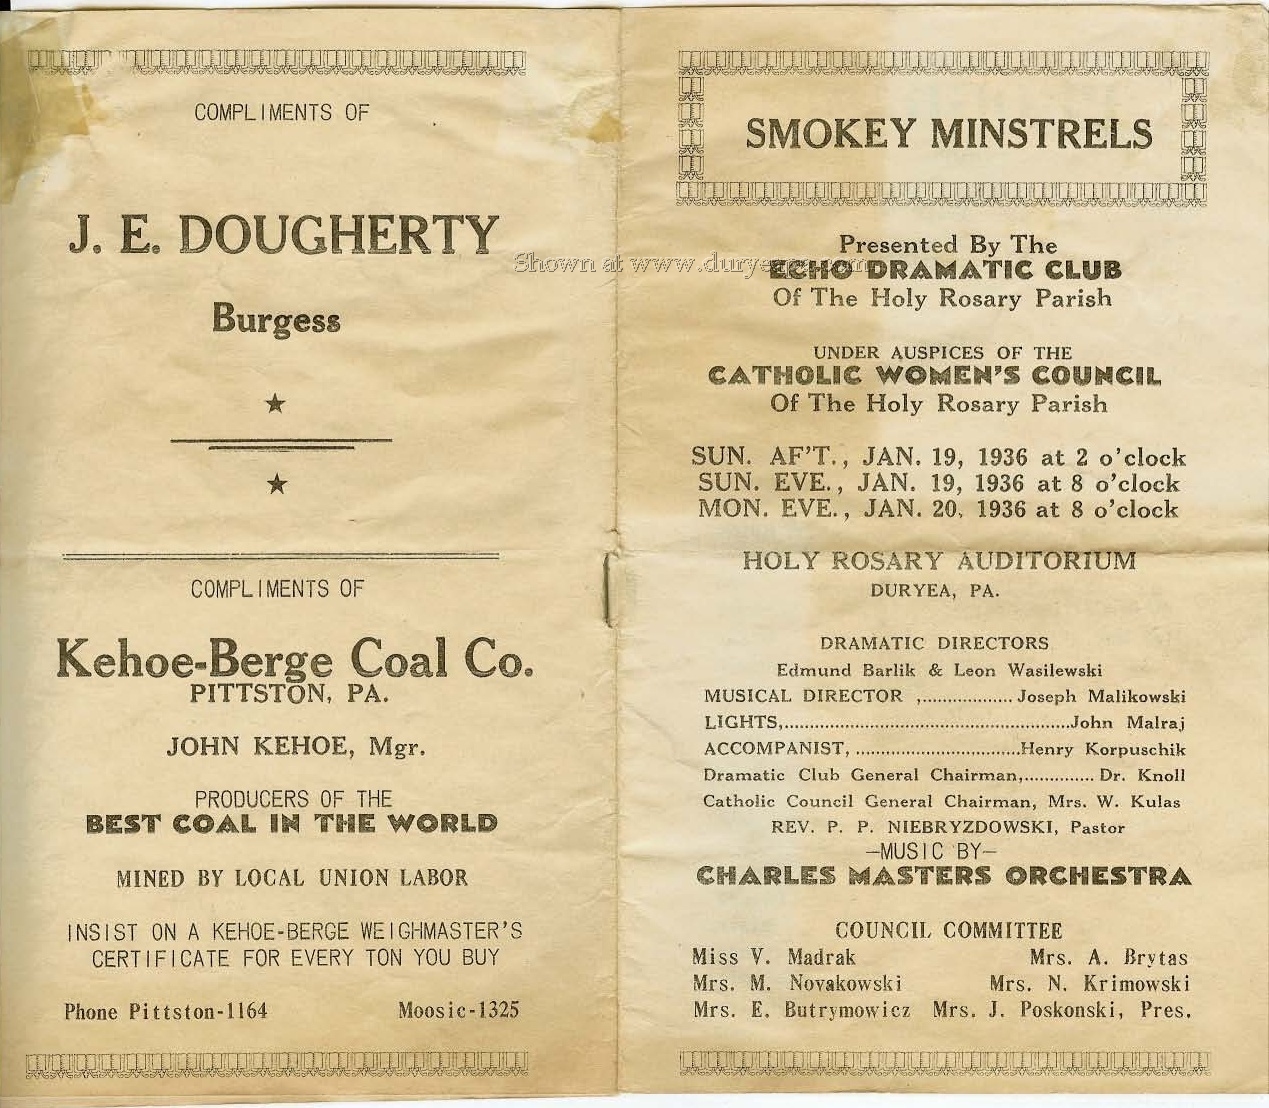 COMPLIMENTS OF
J. E. DOUGHERTY
Burgess
COMPLIMENTS OF
Kehoe-Berge Coal Co.
PITTSTON, PA.
JOHN KEHOE, Mgr.
PRODUCERS OF THE
BEST COAL IN THE WORLD
MINED BY LOCAL UNION LABOR
INSIST ON A KEHOE-BERGE WEIGHMASTER'S
CERTIFICATE FOR EVERY TON YOU BUY
Phone Pittston-1164 Moosic-1325
SMOKEY MINSTRELS
Presented By The
Shown at www.duryeapa.com
ECHO DRAMATIC CLUB
Of The Holy Rosary Parish
UNDER AUSPICES OF THE
CATHOLIC WOMEN'S COUNCIL
Of The Holy Rosary Parish
SUN. AF'T., JAN. 19, 1936 at 2 o'clock
SUN. EVE., JAN. 19, 1936 at 8 o'clock
MON. EVE., JAN. 20, 1936 at 8 o'clock
HOLY ROSARY AUDITORIUM
DURYEA, PA.
DRAMATIC DIRECTORS
Edmund Barlik & Leon Wasilewski
MUSICAL DIRECTOR ,..................Joseph Malikowski
LIGHTS,.........................................................John Malraj
ACCOMPANIST, .................................Henry Korpuschik
Dramatic Club General Chairman,.............. Dr. Knoll
Catholic Council General Chairman, Mrs. W. Kulas
REV. P. P. NIEBRYZDOWSKI, Pastor
—MUSIC BY—
CHARLES MASTERS ORCHESTRA
COUNCIL COMMITTEE
Miss V. Madrak Mrs. A. Brytas
Mrs. M. Novakowski Mrs. N. Krimowski
Mrs. E. Butrymowicz Mrs. J. Poskonski, Pres.